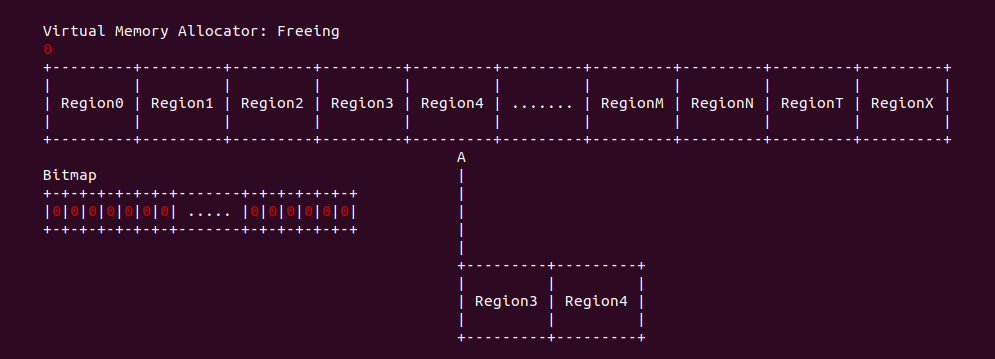 Virtual Memory Allocator: Freeing
0
+---------+---------+---------+---------+---------+---------+---------+---------+---------+---------+
|         |         |         |         |         |         |         |         |         |         |
| Region0 | Region1 | Region2 | Region3 | Region4 | ....... | RegionM | RegionN | RegionT | RegionX |
|         |         |         |         |         |         |         |         |         |         |
+---------+---------+---------+---------+---------+---------+---------+---------+---------+---------+
                                              A
Bitmap                                        |
+-+-+-+-+-+-+-+-------+-+-+-+-+-+-+           |
|0|0|0|0|0|0|0| ..... |0|0|0|0|0|0|           |
+-+-+-+-+-+-+-+-------+-+-+-+-+-+-+           |
                                              |
                                              +---------+---------+
                                              |         |         |
                                              | Region3 | Region4 |
                                              |         |         |
                                              +---------+---------+